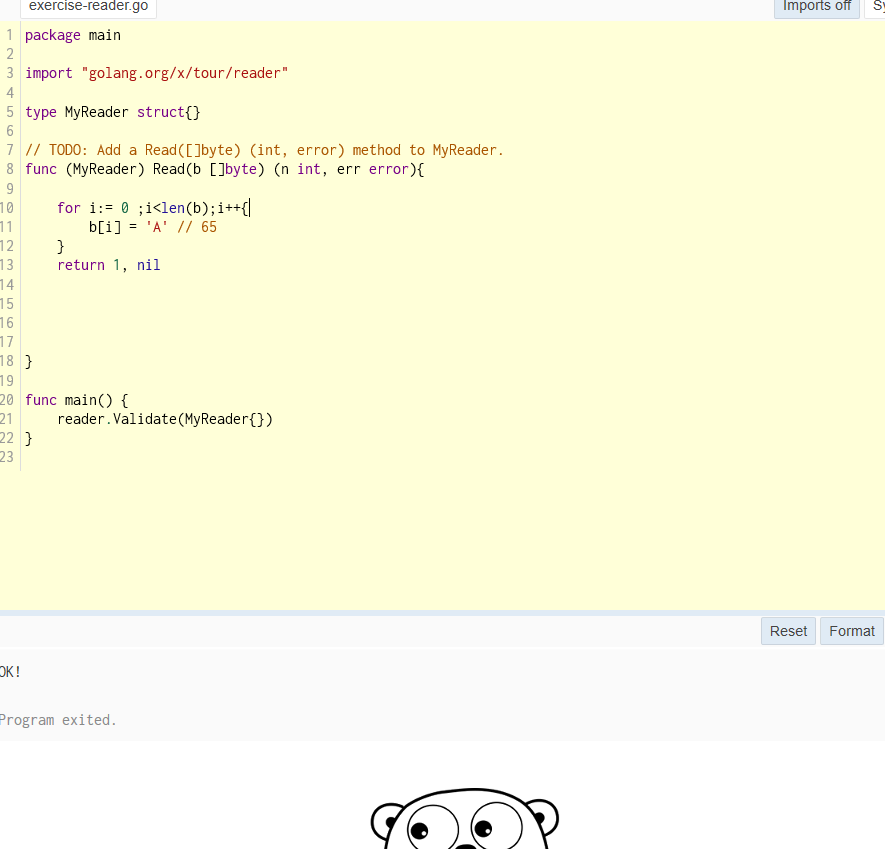 exercise-reader.go Imports off Sy
1 package main
2
3 import "golang.org/x/tour/reader"
4
5 type MyReader struct{}
6
7 // TODO: Add a Read([]byte) (int, error) method to MyReader.
8 func (MyReader) Read(b []byte) (n int, err error){
9
10 for i:= 0 ;i<len(b);i++{
11 b[i] = 'A' // 65
12 }
13 return 1, nil
14
15
16
17
18 }
19
20 func main() {
21 reader.Validate(MyReader{})
22 }
23
Reset Format
OK!
Program exited.